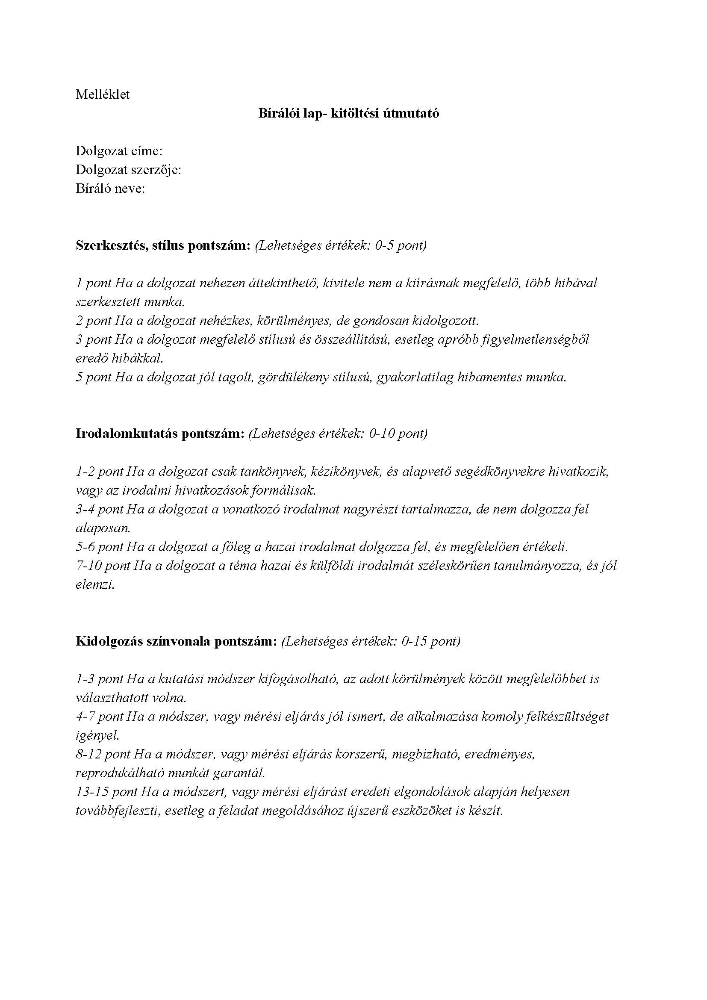 Melléklet
Bírálói lap- kitöltési útmutató
Dolgozat címe:
Dolgozat szerzője:
Bíráló neve:
Szerkesztés, stílus pontszám: (Lehetséges értékek: 0-5 pont)
1 pont Ha a dolgozat nehezen áttekinthető, kivitele nem a kiírásnak megfelelő, több hibával
szerkesztett munka.
2 pont Ha a dolgozat nehézkes, körülményes, de gondosan kidolgozott.
3 pont Ha a dolgozat megfelelő stílusú és összeállítású, esetleg apróbb figyelmetlenségből
eredő hibákkal.
5 pont Ha a dolgozat jól tagolt, gördülékeny stílusú, gyakorlatilag hibamentes munka.
Irodalomkutatás pontszám: (Lehetséges értékek: 0-10 pont)
1-2 pont Ha a dolgozat csak tankönyvek, kézikönyvek, és alapvető segédkönyvekre hivatkozik,
vagy az irodalmi hivatkozások formálisak.
3-4 pont Ha a dolgozat a vonatkozó irodalmat nagyrészt tartalmazza, de nem dolgozza fel
alaposan.
5-6 pont Ha a dolgozat a főleg a hazai irodalmat dolgozza fel, és megfelelően értékeli.
7-10 pont Ha a dolgozat a téma hazai és külföldi irodalmát széleskörűen tanulmányozza, és jól
elemzi.
Kidolgozás színvonala pontszám: (Lehetséges értékek: 0-15 pont)
1-3 pont Ha a kutatási módszer kifogásolható, az adott körülmények között megfelelőbbet is
választhatott volna.
4-7 pont Ha a módszer, vagy mérési eljárás jól ismert, de alkalmazása komoly felkészültséget
igényel.
8-12 pont Ha a módszer, vagy mérési eljárás korszerű, megbízható, eredményes,
reprodukálható munkát garantál.
13-15 pont Ha a módszert, vagy mérési eljárást eredeti elgondolások alapján helyesen
továbbfejleszti, esetleg a feladat megoldásához újszerű eszközöket is készít.